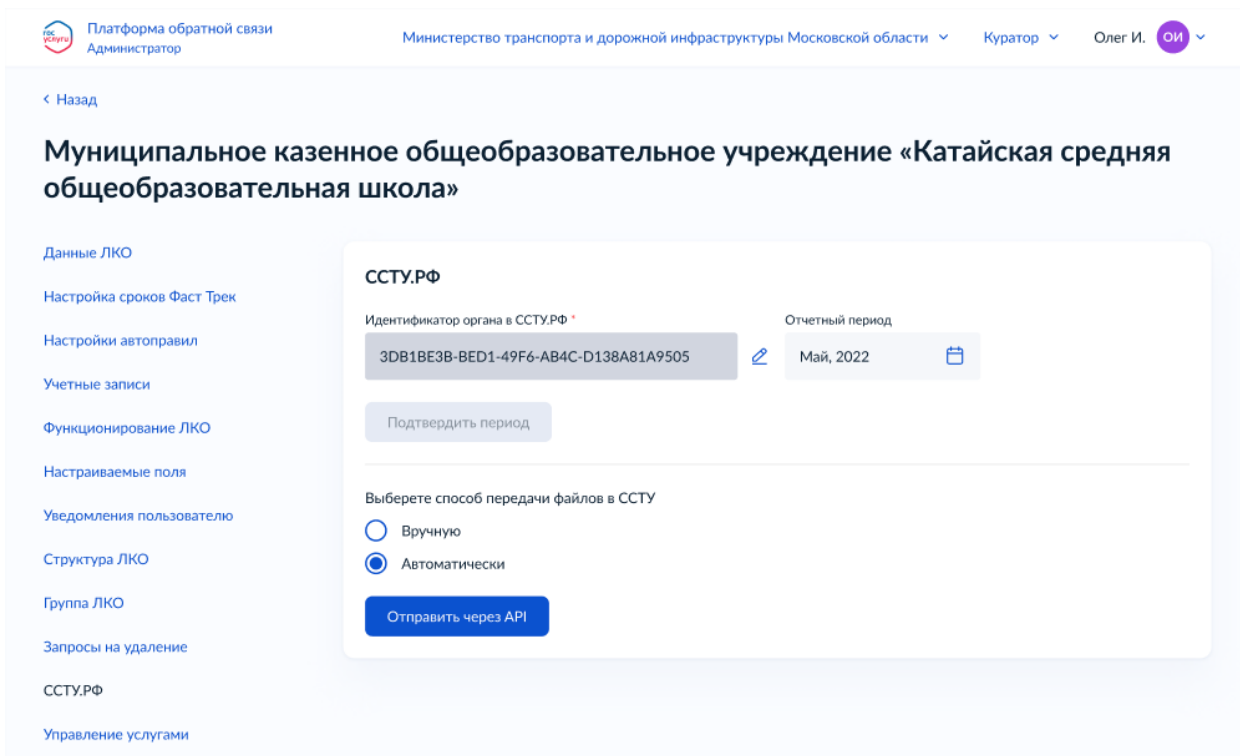 гос услуги
Платформа обратной связи
Администратор
Министерство транспорта и дорожной инфраструктуры Московской области
Куратор
Олег И.
ОИ
Назад
Муниципальное казенное общеобразовательное учреждение «Катайская средняя
общеобразовательная школа»
Данные ЛКО
Настройка сроков Фаст Трек
Настройки автоправил
Учетные записи
Функционирование ЛКО
Настраиваемые поля
Уведомления пользователю
Структура ЛКО
Группа ЛКО
Запросы на удаление
ССТУ.РФ
Управление услугами
ССТУ.РФ
Идентификатор органа в ССТУ.РФ *
Отчетный период
3DB1BE3B-BED1-49F6-AB4C-D138A81A9505
Май, 2022
Подтвердить период
Выберете способ передачи файлов в ССТУ
Вручную
Автоматически
Отправить через API